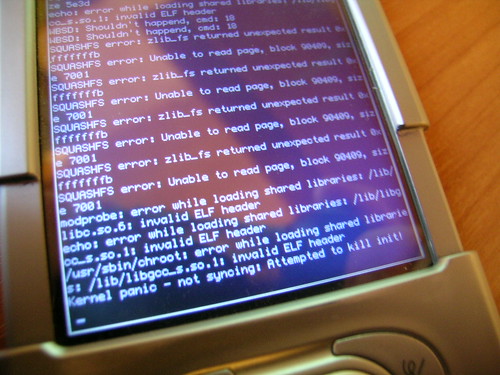 ze 5e3d
echo: error while loading shared libraries: /lib/libg
cc_s.so.1: invalid ELF header
WBSD: Shouldn't happend, cmd: 18
WBSD: Shouldn't happend, cmd: 18
SQUASHFS error: zlib_fs returned unexpected result 0x
fffffffb
SQUASHFS error: Unable to read page, block 90409, siz
e 7001
SQUASHFS error: zlib_fs returned unexpected result 0x
fffffffb
SQUASHFS error: Unable to read page, block 90409, siz
e 7001
SQUASHFS error: zlib_fs returned unexpected result 0x
fffffffb
SQUASHFS error: Unable to read page, block 90409, siz
e 7001
SQUASHFS error: zlib_fs returned unexpected result 0x
fffffffb
SQUASHFS error: Unable to read page, block 90409, siz
e 7001
modprobe: error while loading shared libraries: /lib/
libc.so.6: invalid ELF header
echo: error while loading shared libraries: /lib/libg
cc_s.so.1: invalid ELF header
/usr/sbin/chroot: error while loading shared librarie
s: /lib/libgcc_s.so.1: invalid ELF header
Kernel panic - not syncing: Attempted to kill init!